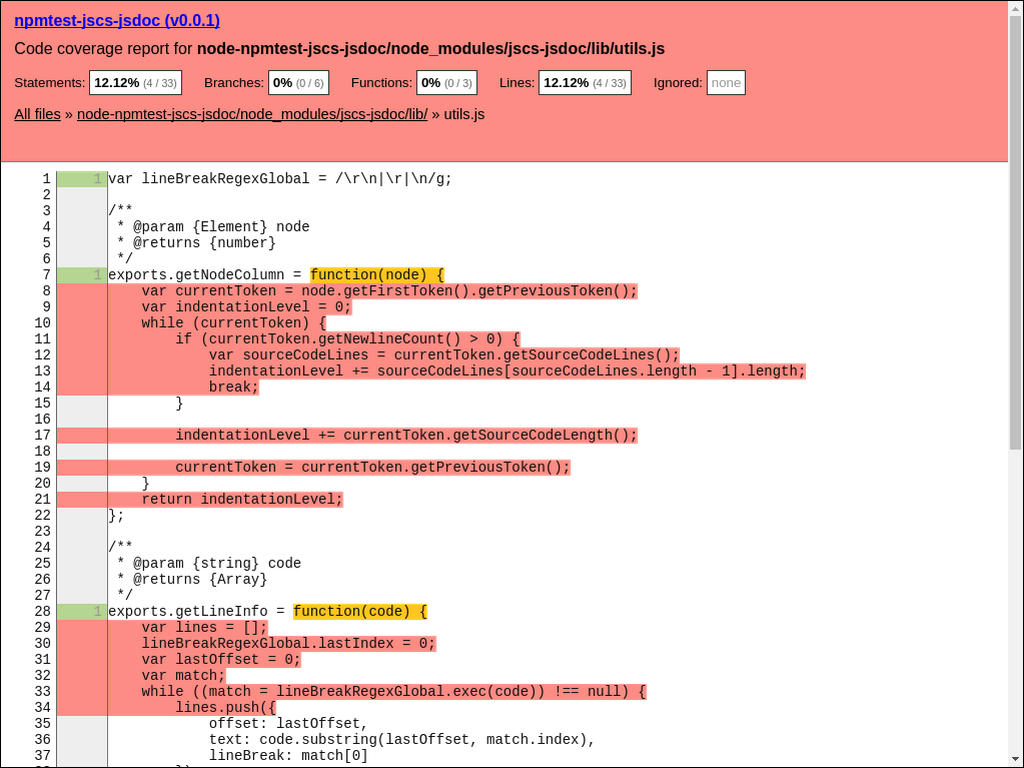 npmtest-jscs-jsdoc (v0.0.1)
Code coverage report for node-npmtest-jscs-jsdoc/node_modules/jscs-jsdoc/lib/utils.js
Statements: 12.12% (4 / 33) Branches: 0% (0 / 6) Functions: 0% (0 / 3) Lines: 12.12% (4 / 33) Ignored: none
All files » node-npmtest-jscs-jsdoc/node_modules/jscs-jsdoc/lib/ » utils.js
1 1 var lineBreakRegexGlobal = /\r\n|\r|\n/g;
2
3 /**
4  * @param {Element} node
5  * @returns {number}
6  */
7 1 exports.getNodeColumn = function(node) {
8     var currentToken = node.getFirstToken().getPreviousToken();
9     var indentationLevel = 0;
10     while (currentToken) {
11         if (currentToken.getNewlineCount() > 0) {
12             var sourceCodeLines = currentToken.getSourceCodeLines();
13             indentationLevel += sourceCodeLines[sourceCodeLines.length - 1].length;
14             break;
15         }
16
17         indentationLevel += currentToken.getSourceCodeLength();
18
19         currentToken = currentToken.getPreviousToken();
20     }
21     return indentationLevel;
22 };
23
24 /**
25  * @param {string} code
26  * @returns {Array}
27  */
28 1 exports.getLineInfo = function(code) {
29     var lines = [];
30     lineBreakRegexGlobal.lastIndex = 0;
31     var lastOffset = 0;
32     var match;
33     while ((match = lineBreakRegexGlobal.exec(code)) !== null) {
34         lines.push({
35             offset: lastOffset,
36             text: code.substring(lastOffset, match.index),
37             lineBreak: match[0]